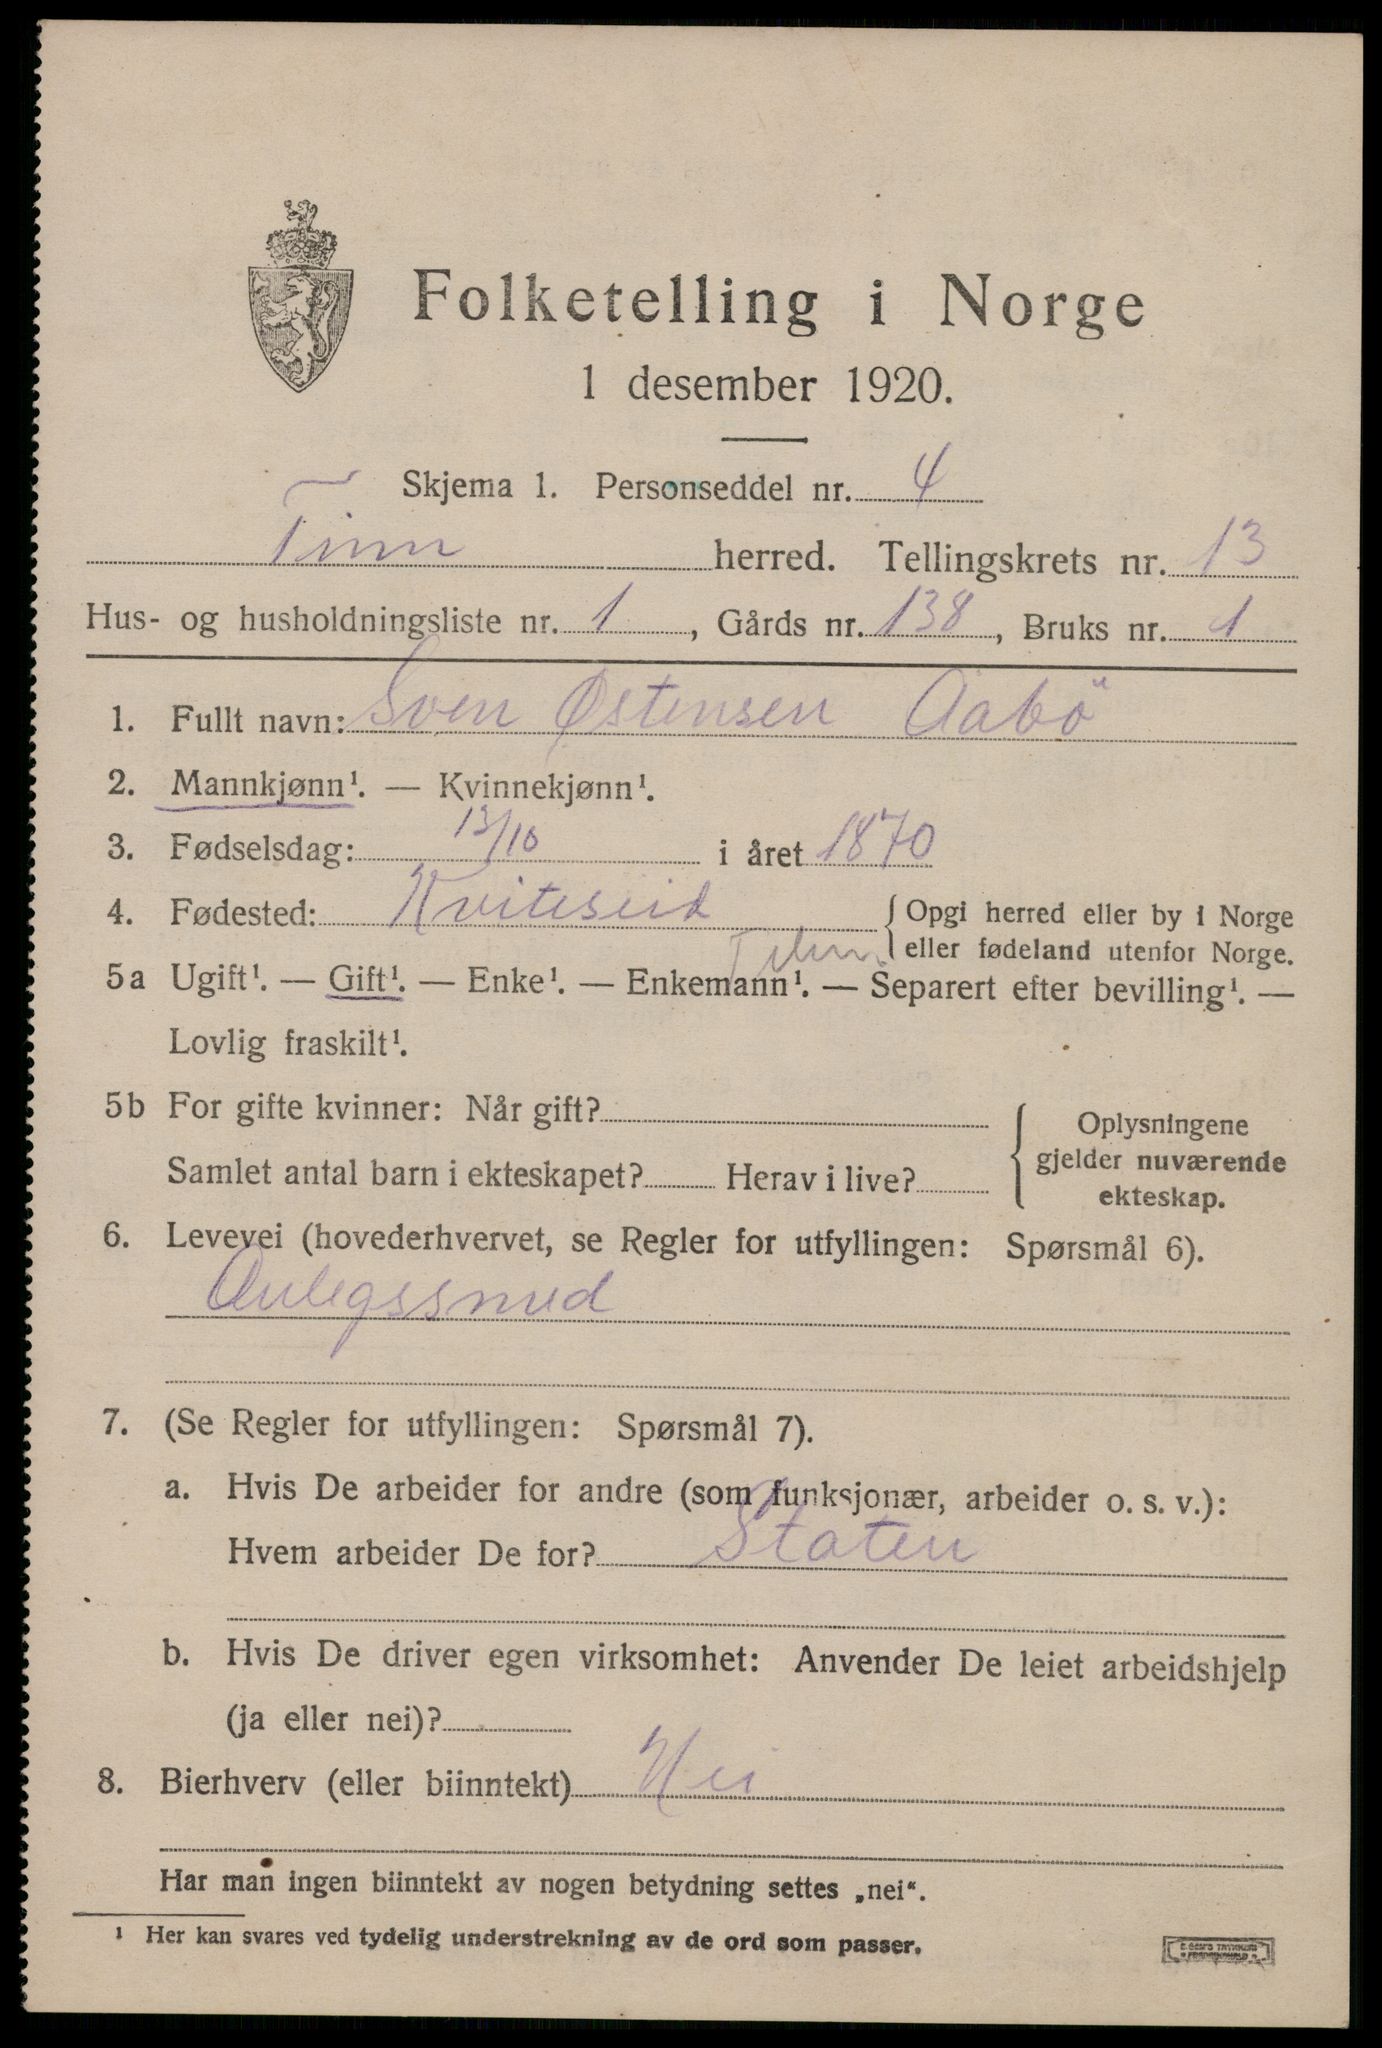 Folketelling i Norge
1 desember 1920.
Skjema 1. Personseddel nr. 4
Tinn herred. Tellingskrets nr. 13
Hus- og husholdningsliste nr. 1, Gårds nr. 138, Bruks nr. 1
1. Fullt navn: Sven Østensen Aabö
2. Mannkjønn¹. — Kvinnekjønn¹.
3. Fødselsdag: 13/10 i året 1870
4. Fødested: Kviteseid { Opgi herred eller by i Norge
Telm. eller fødeland utenfor Norge.
5a Ugift¹. — Gift¹. — Enke¹. — Enkemann¹. — Separert efter bevilling¹. —
Lovlig fraskilt¹.
5b For gifte kvinner: Når gift? { Oplysningene
gjelder nuværende
Samlet antal barn i ekteskapet? Herav i live?
ekteskap.
6. Levevei (hovederhvervet, se Regler for utfyllingen: Spørsmål 6).
Anlegssmed
7. (Se Regler for utfyllingen: Spørsmål 7).
a. Hvis De arbeider for andre (som funksjonær, arbeider o. s. v.):
Hvem arbeider De for? Staten
b. Hvis De driver egen virksomhet: Anvender De leiet arbeidshjelp
(ja eller nei)?
8. Bierhverv (eller biinntekt) Nei
Har man ingen biinntekt av nogen betydning settes „nei“.
¹ Her kan svares ved tydelig understrekning av de ord som passer.